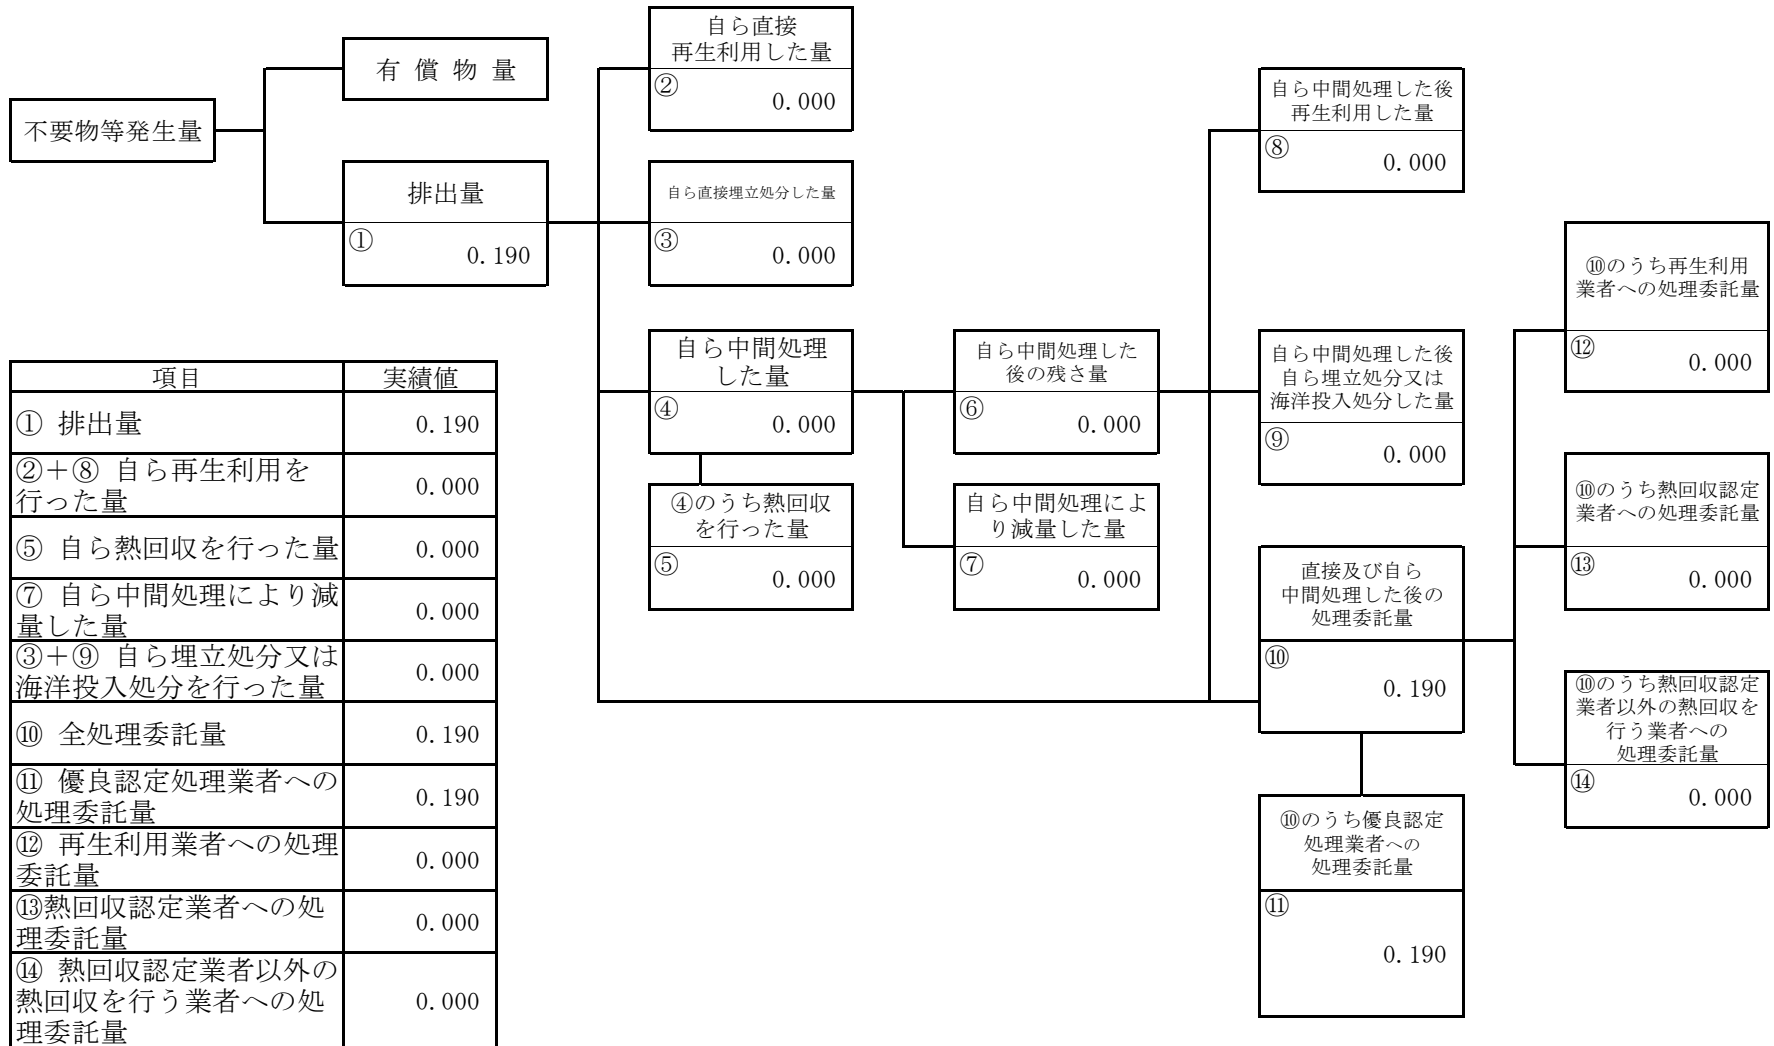 不要物等発生量
有 償 物 量
排出量
①
0.190
自ら直接
再生利用した量
②
0.000
自ら直接埋立処分した量
③
0.000
自ら中間処理
した量
④
0.000
④のうち熱回収
を行った量
⑤
0.000
自ら中間処理した
後の残さ量
⑥
0.000
自ら中間処理によ
り減量した量
⑦
0.000
自ら中間処理した後
再生利用した量
⑧
0.000
自ら中間処理した後
自ら埋立処分又は
海洋投入処分した量
⑨
0.000
直接及び自ら
中間処理した後の
処理委託量
⑩
0.190
⑩のうち優良認定
処理業者への
処理委託量
⑪
0.190
⑩のうち再生利用
業者への処理委託量
⑫
0.000
⑩のうち熱回収認定
業者への処理委託量
⑬
0.000
⑩のうち熱回収認定
業者以外の熱回収を
行う業者への
処理委託量
⑭
0.000
項目 実績値
① 排出量 0.190
②＋⑧ 自ら再生利用を
行った量 0.000
⑤ 自ら熱回収を行った量 0.000
⑦ 自ら中間処理により減
量した量 0.000
③＋⑨ 自ら埋立処分又は
海洋投入処分を行った量 0.000
⑩ 全処理委託量 0.190
⑪ 優良認定処理業者への
処理委託量 0.190
⑫ 再生利用業者への処理
委託量 0.000
⑬熱回収認定業者への処
理委託量 0.000
⑭ 熱回収認定業者以外の
熱回収を行う業者への処
理委託量 0.000